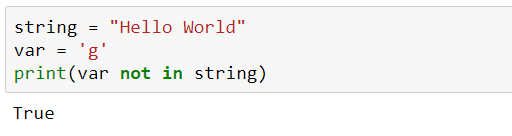 string = "Hello World"
var = 'g'
print(var not in string)
True